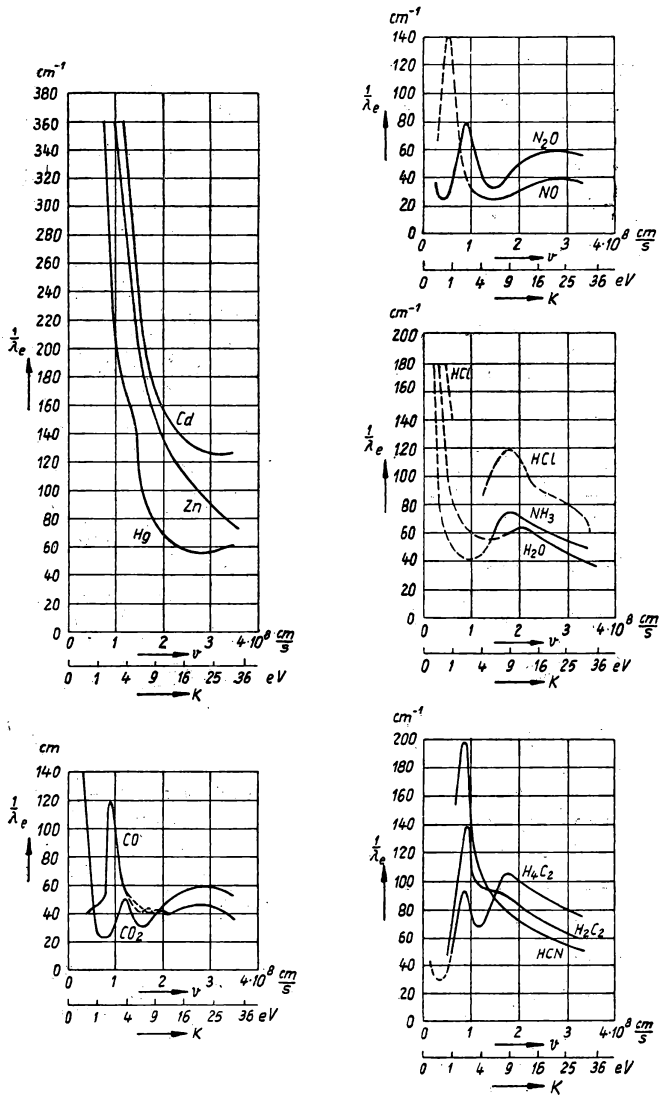 cm⁻¹
380
360
340
320
300
280
260
240
220
200
180
160
140
120
100
80
60
40
20
0
1/λe
Cd
Zn
Hg
0 1 2 3 4·10⁸ cm/s
v
0 1 4 9 16 25 36 eV
K
cm
140
120
100
80
60
40
20
0
1/λe
CO
CO₂
0 1 2 3 4·10⁸ cm/s
v
0 1 4 9 16 25 36 eV
K
cm⁻¹
140
120
100
80
60
40
20
0
1/λe
N₂O
NO
0 1 2 3 4·10⁸ cm/s
v
0 1 4 9 16 25 36 eV
K
cm⁻¹
200
180
160
140
120
100
80
60
40
20
0
1/λe
HCl
HCl
NH₃
H₂O
0 1 2 3 4·10⁸ cm/s
v
0 1 4 9 16 25 36 eV
K
cm⁻¹
200
180
160
140
120
100
80
60
40
20
0
1/λe
H₄C₂
H₂C₂
HCN
0 1 2 3 4·10⁸ cm/s
v
0 1 4 9 16 25 36 eV
K